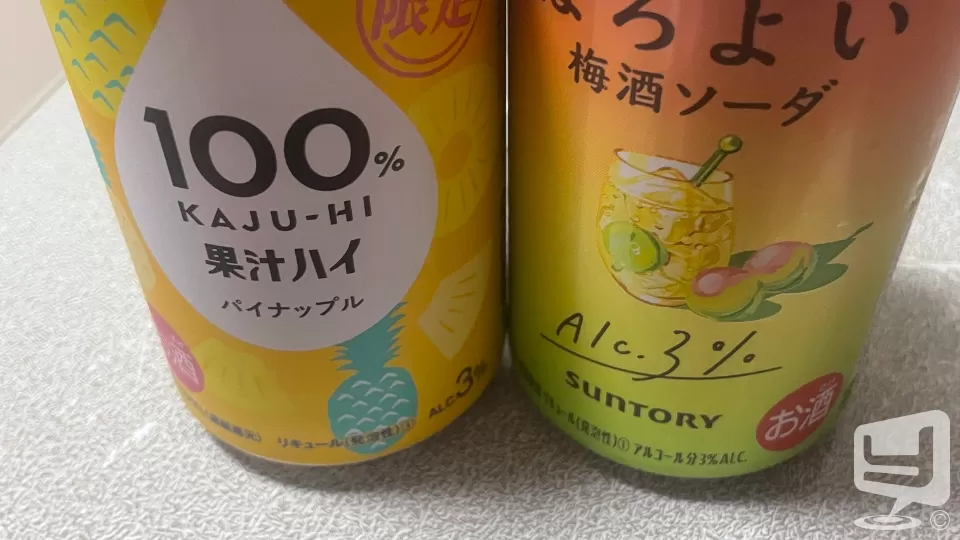 限定
100%
KAJU-HI
果汁ハイ
パイナップル
酒
ALC.3%
リキュール(発泡性)①
ろよい
梅酒ソーダ
Alc.3%
SUNTORY
お酒
リキュール(発泡性)① アルコール分3%ALC.